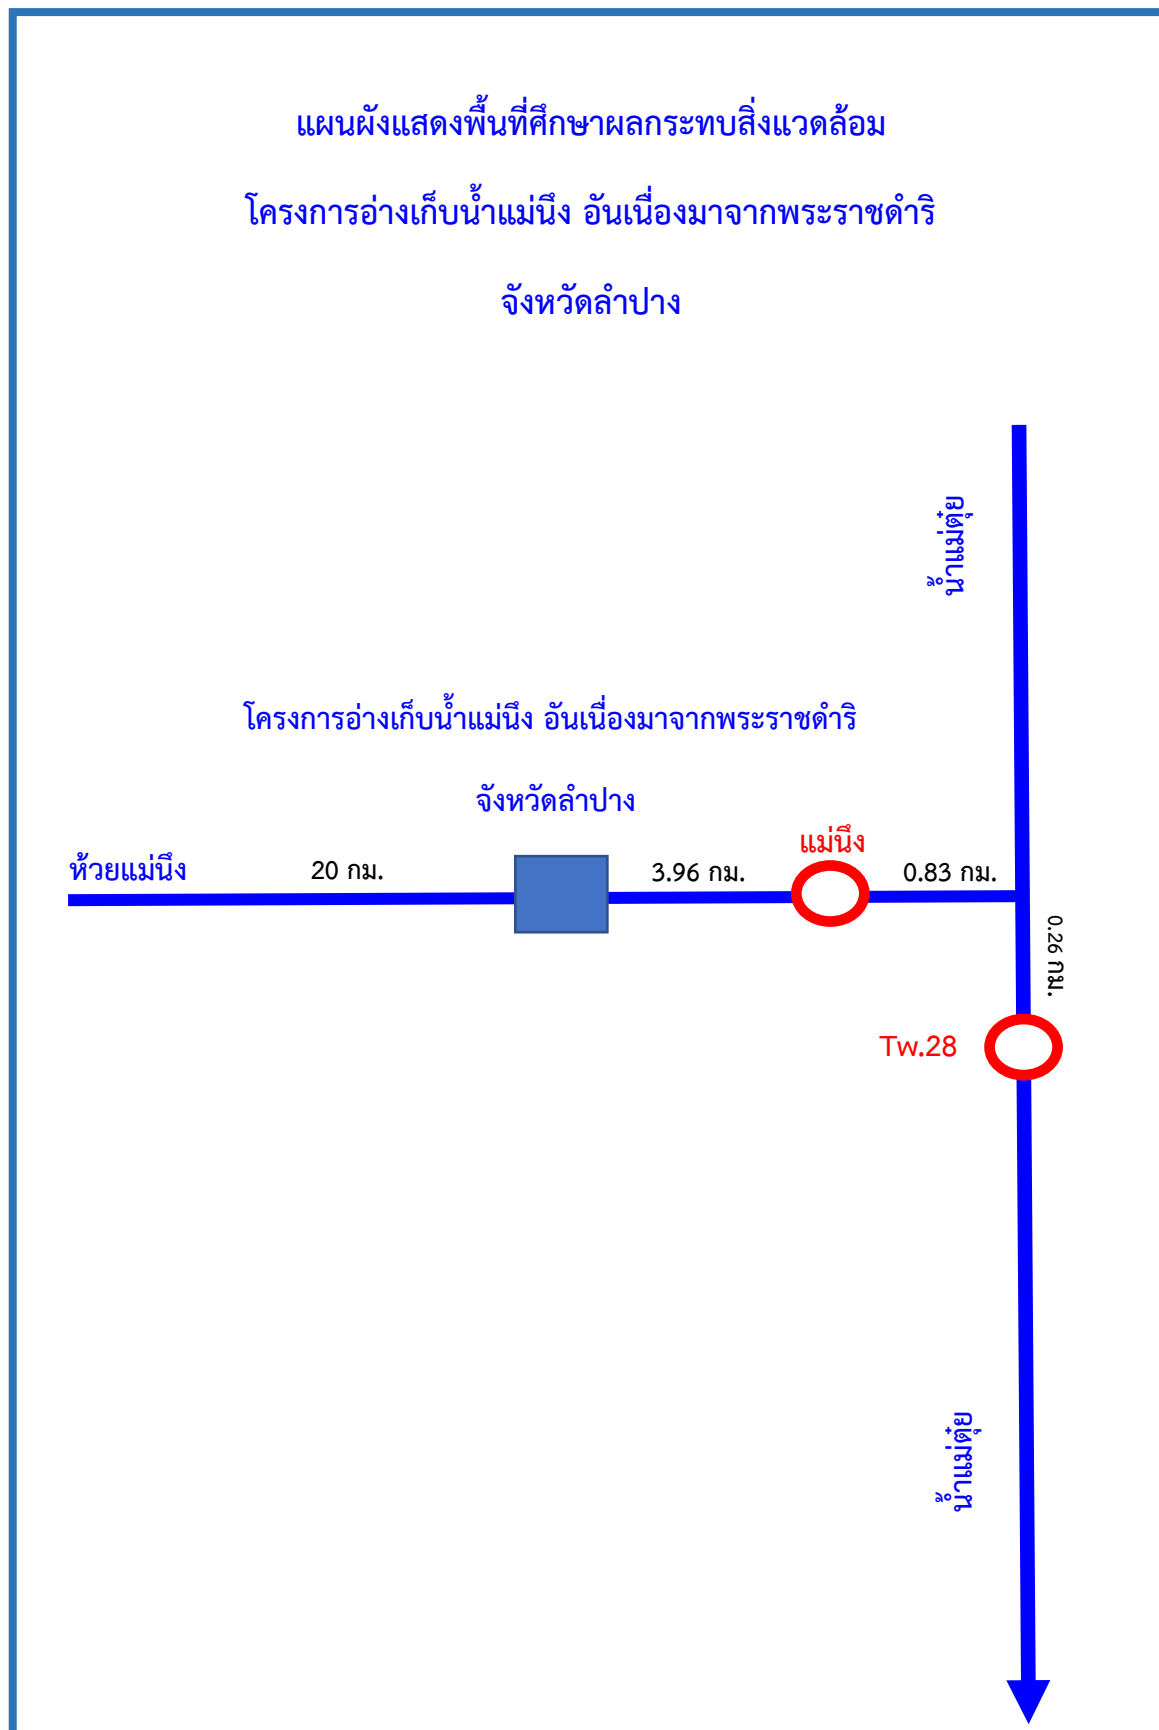 แผนผังแสดงพื้นที่ศึกษาผลกระทบสิ่งแวดล้อม
โครงการอ่างเก็บน้ำแม่นึง อันเนื่องมาจากพระราชดำริ
จังหวัดลำปาง
น้ำแม่ตุ๋ย
โครงการอ่างเก็บน้ำแม่นึง อันเนื่องมาจากพระราชดำริ
จังหวัดลำปาง
ห้วยแม่นึง
20 กม.
3.96 กม.
แม่นึง
0.83 กม.
0.26 กม.
Tw.28
น้ำแม่ตุ๋ย